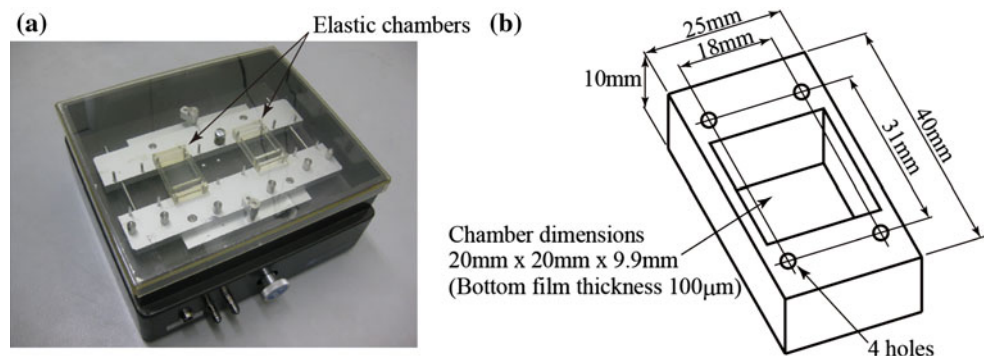 (a)
Elastic chambers
(b)
25mm
18mm
10mm
31mm
40mm
Chamber dimensions
20mm x 20mm x 9.9mm
(Bottom film thickness 100μm)
4 holes